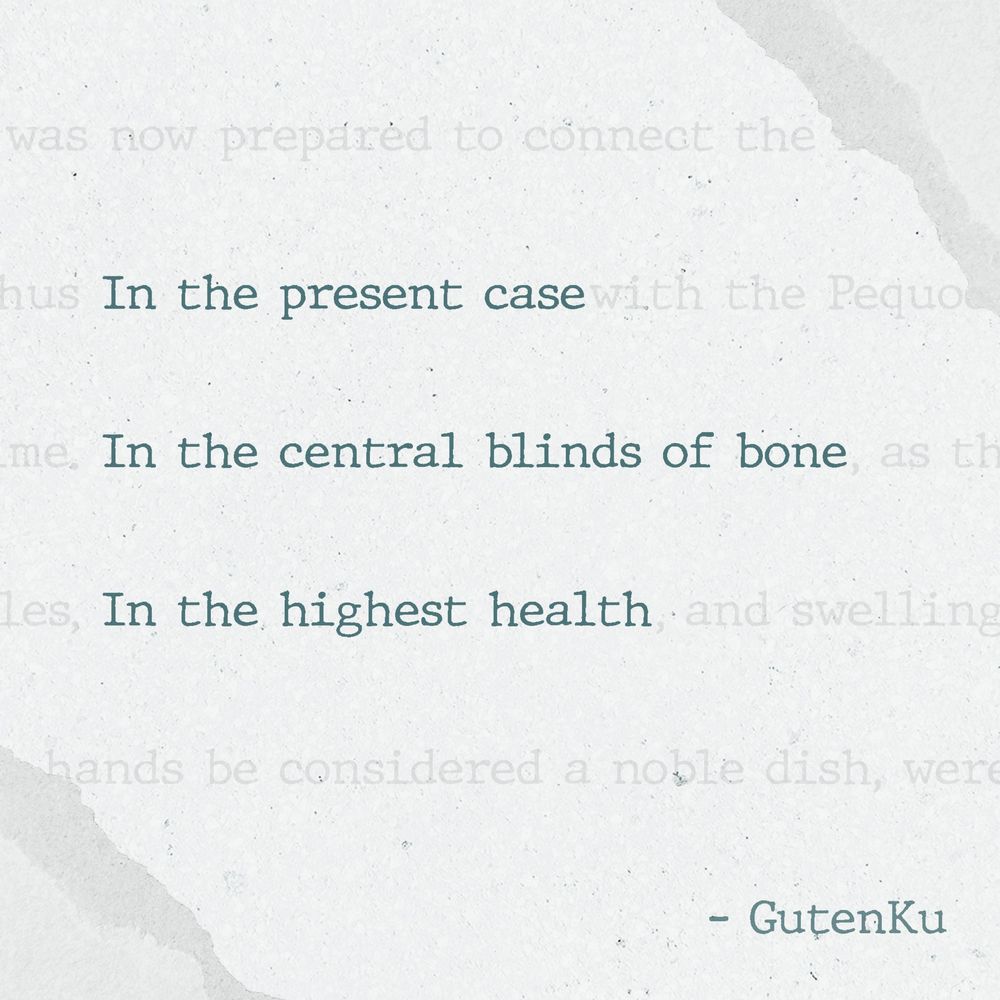 was now prepared to connect the
hus In the present case with the Pequo
me. In the central blinds of bone, as th
les, In the highest health, and swelling
hands be considered a noble dish, were
- GutenKu